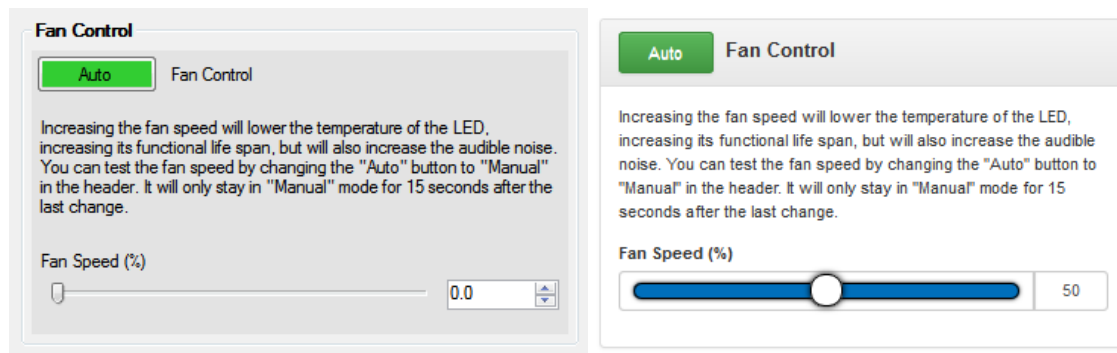 Fan Control
Auto
Fan Control
Increasing the fan speed will lower the temperature of the LED,
increasing its functional life span, but will also increase the audible noise.
You can test the fan speed by changing the "Auto" button to "Manual"
in the header. It will only stay in "Manual" mode for 15 seconds after the
last change.
Fan Speed (%)
0.0
Auto
Fan Control
Increasing the fan speed will lower the temperature of the LED,
increasing its functional life span, but will also increase the audible
noise. You can test the fan speed by changing the "Auto" button to
"Manual" in the header. It will only stay in "Manual" mode for 15
seconds after the last change.
Fan Speed (%)
50